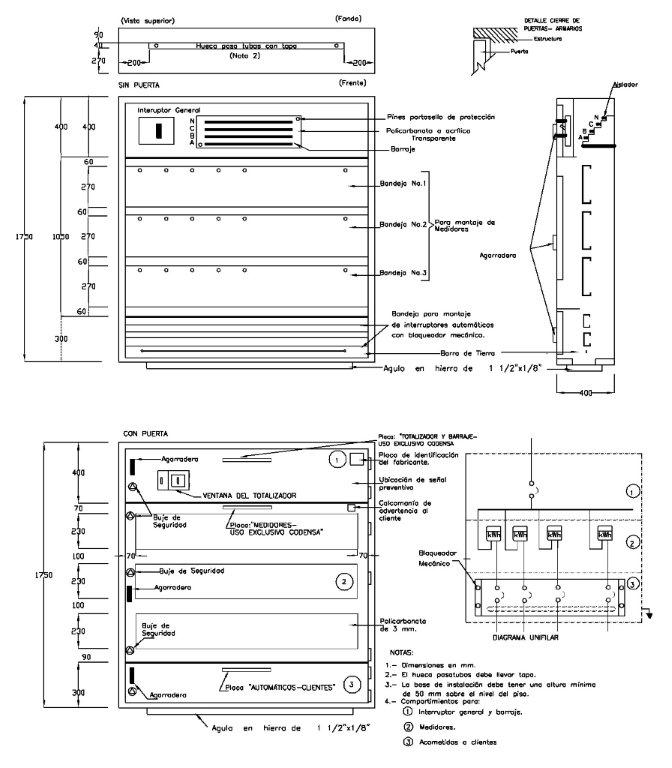 (Vista superior)
(Fondo)
90
40
270
Hueco paso tubos con tapa
200
(Nota 2)
200
DETALLE CIERRE DE
PUERTAS- ARMARIOS
Estructura
Puerta
SIN PUERTA
(Frente)
Interruptor General
N
C
B
A
Pines portasello de protección
Policarbonato o acrílico
Transparente
Barraje
Aislador
N
C
B
A
400
400
60
270
60
270
60
270
60
1750
1050
300
Bandeja No.1
Bandeja No.2
Bandeja No.3
Para montaje de
Medidores
Agarradera
Bandeja para montaje
de interruptores automáticos
con bloqueador mecánico.
Barra de Tierra
Agulo en hierro de 1 1/2"x1/8"
400
CON PUERTA
Placa: "TOTALIZADOR Y BARRAJE-
USO EXCLUSIVO CODENSA
Placa de identificación
del fabricante.
Agarradera
1
VENTANA DEL TOTALIZADOR
Ubicación de señal
preventiva
Calcomanía de
advertencia al
cliente
Buje de
Seguridad
Placa:"MEDIDORES-
USO EXCLUSIVO CODENSA"
70
70
Buje de Seguridad
Agarradera
2
Buje de
Seguridad
Policarbonato
de 3 mm.
Placa "AUTOMÁTICOS-CLIENTES"
3
Agarradera
Agulo en hierro de 1 1/2"x1/8"
400
70
230
100
230
100
230
90
300
1750
1
kWh
kWh
kWh
kWh
2
Bloqueador
Mecánico
3
DIAGRAMA UNIFILAR
NOTAS:
1.- Dimensiones en mm.
2.- El hueco pasatubos debe llevar tapa.
3.- La base de instalación debe tener una altura mínima
de 50 mm sobre el nivel del piso.
4.- Compartimientos para:
1 Interruptor general y barraje.
2 Medidores.
3 Acometidas a clientes